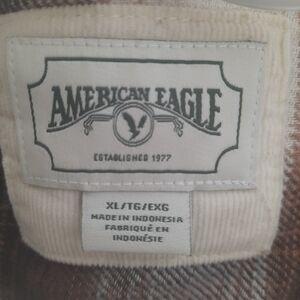 AMERICAN EAGLE
ESTABLISHED 1977
XL/TG/EXG
MADE IN INDONESIA
FABRIQUÉ EN
INDONÉSIE